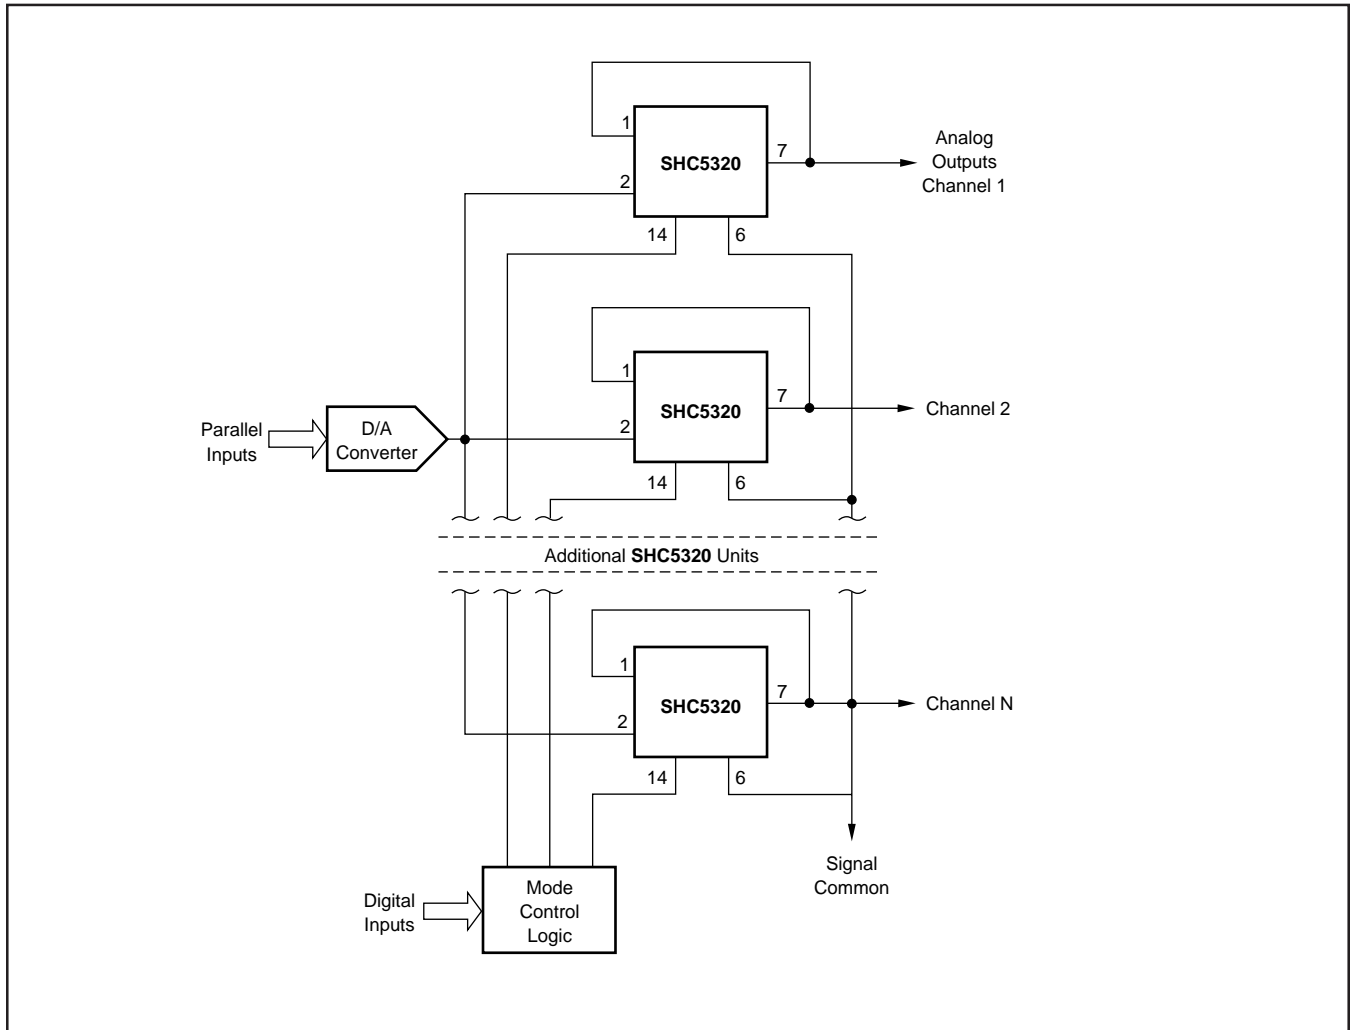 1
SHC5320
7
2
14
6
Analog
Outputs
Channel 1
1
SHC5320
7
2
14
6
Channel 2
Parallel
Inputs
D/A
Converter
Additional SHC5320 Units
1
SHC5320
7
2
14
6
Channel N
Signal
Common
Digital
Inputs
Mode
Control
Logic